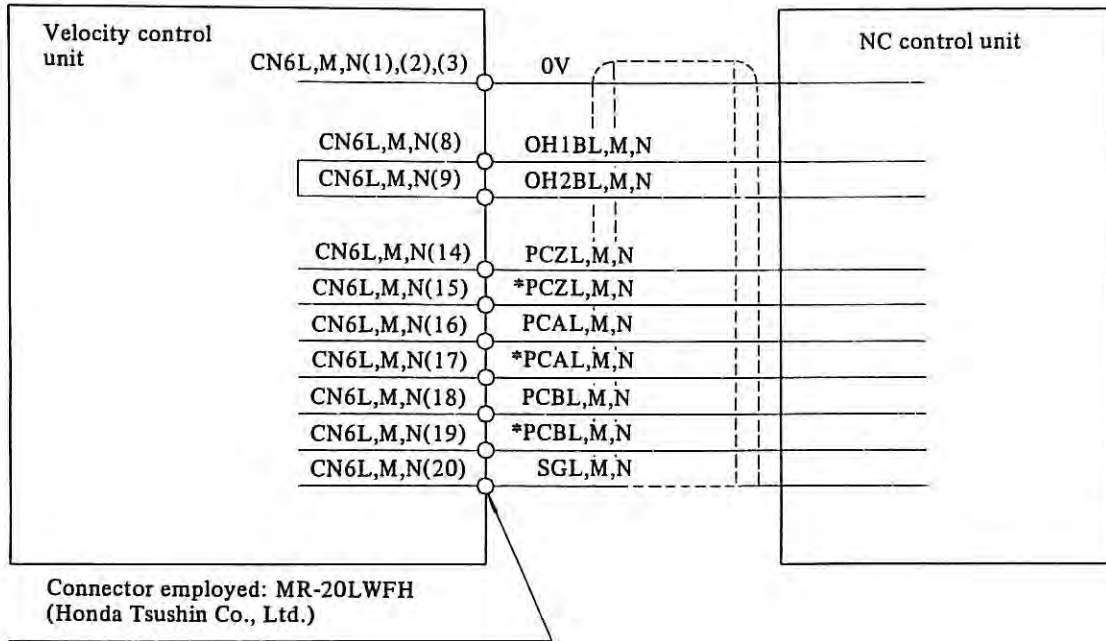 Velocity control
unit
NC control unit
CN6L,M,N(1),(2),(3) 0V
CN6L,M,N(8) OH1BL,M,N
CN6L,M,N(9) OH2BL,M,N
CN6L,M,N(14) PCZL,M,N
CN6L,M,N(15) *PCZL,M,N
CN6L,M,N(16) PCAL,M,N
CN6L,M,N(17) *PCAL,M,N
CN6L,M,N(18) PCBL,M,N
CN6L,M,N(19) *PCBL,M,N
CN6L,M,N(20) SGL,M,N
Connector employed: MR-20LWFH
(Honda Tsushin Co., Ltd.)